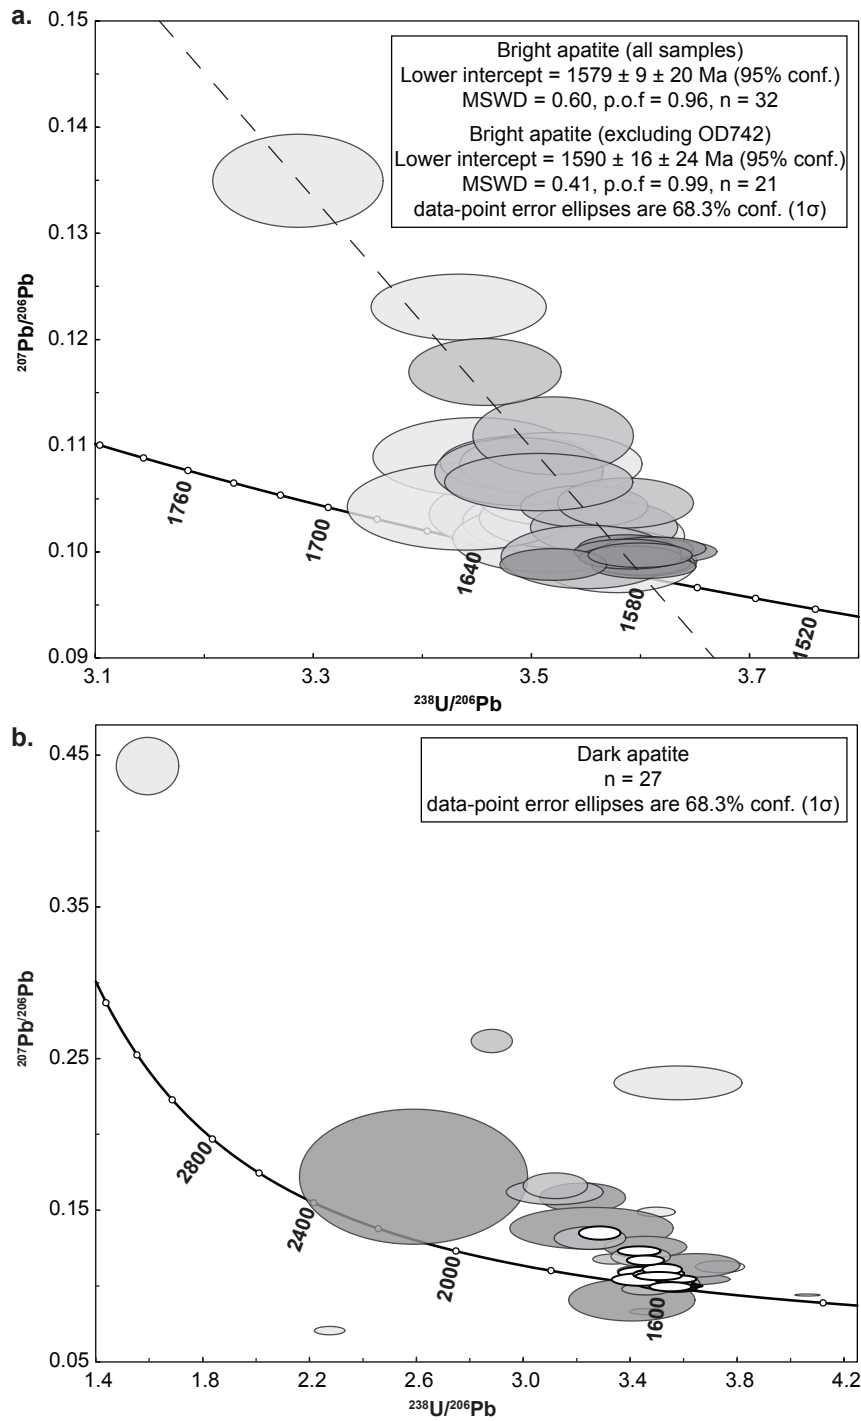 a.
0.15
0.14
0.13
0.12
0.11
0.10
0.09
²⁰⁷Pb/²⁰⁶Pb
Bright apatite (all samples)
Lower intercept = 1579 ± 9 ± 20 Ma (95% conf.)
MSWD = 0.60, p.o.f = 0.96, n = 32
Bright apatite (excluding OD742)
Lower intercept = 1590 ± 16 ± 24 Ma (95% conf.)
MSWD = 0.41, p.o.f = 0.99, n = 21
data-point error ellipses are 68.3% conf. (1σ)
1760
1700
1640
1580
1520
3.1
3.3
3.5
3.7
²³⁸U/²⁰⁶Pb
b.
0.45
0.35
0.25
0.15
0.05
²⁰⁷Pb/²⁰⁶Pb
Dark apatite
n = 27
data-point error ellipses are 68.3% conf. (1σ)
2800
2400
2000
1600
1.4
1.8
2.2
2.6
3.0
3.4
3.8
4.2
²³⁸U/²⁰⁶Pb